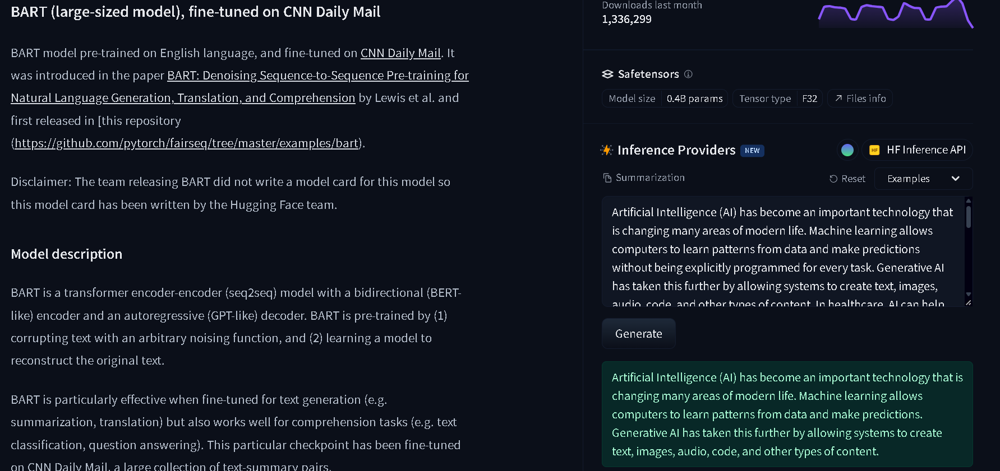 BART (large-sized model), fine-tuned on CNN Daily Mail
BART model pre-trained on English language, and fine-tuned on CNN Daily Mail. It
was introduced in the paper BART: Denoising Sequence-to-Sequence Pre-training for
Natural Language Generation, Translation, and Comprehension by Lewis et al. and
first released in [this repository
(https://github.com/pytorch/fairseq/tree/master/examples/bart).
Disclaimer: The team releasing BART did not write a model card for this model so
this model card has been written by the Hugging Face team.
Model description
BART is a transformer encoder-encoder (seq2seq) model with a bidirectional (BERT-
like) encoder and an autoregressive (GPT-like) decoder. BART is pre-trained by (1)
corrupting text with an arbitrary noising function, and (2) learning a model to
reconstruct the original text.
BART is particularly effective when fine-tuned for text generation (e.g.
summarization, translation) but also works well for comprehension tasks (e.g. text
classification, question answering). This particular checkpoint has been fine-tuned
on CNN Daily Mail, a large collection of text-summary pairs.
Downloads last month
1,336,299
Safetensors
Model size 0.4B params Tensor type F32 Files info
Inference Providers NEW HF HF Inference API
Summarization Reset Examples
Artificial Intelligence (AI) has become an important technology that
is changing many areas of modern life. Machine learning allows
computers to learn patterns from data and make predictions
without being explicitly programmed for every task. Generative AI
has taken this further by allowing systems to create text, images,
audio, code, and other types of content. In healthcare, AI can help
Generate
Artificial Intelligence (AI) has become an important technology that is
changing many areas of modern life. Machine learning allows
computers to learn patterns from data and make predictions.
Generative AI has taken this further by allowing systems to create
text, images, audio, code, and other types of content.